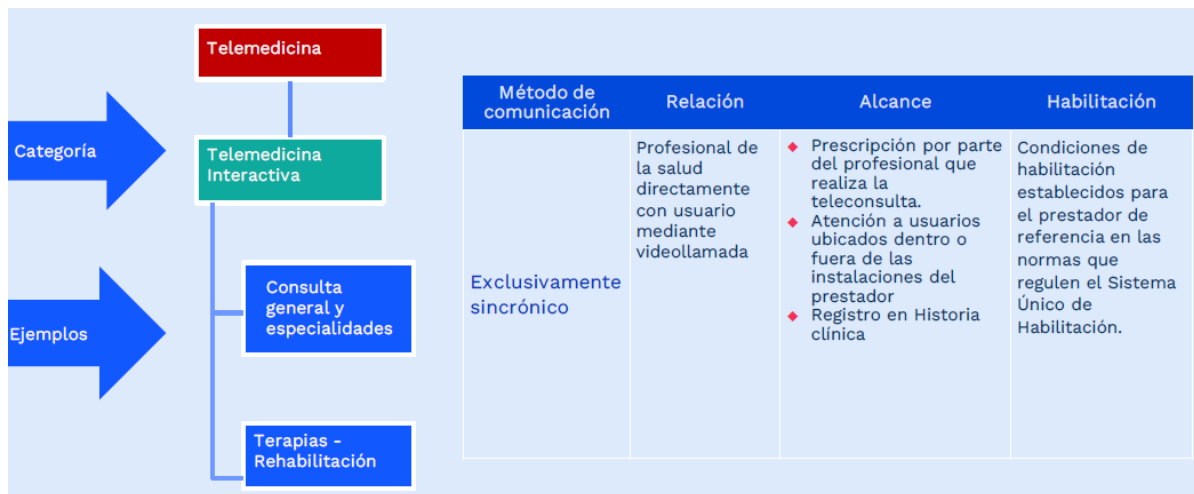 Telemedicina
Categoría
Telemedicina
Interactiva
Ejemplos
Consulta
general y
especialidades
Terapias -
Rehabilitación
Método de
comunicación
Relación
Alcance
Habilitación
Exclusivamente
sincrónico
Profesional de
la salud
directamente
con usuario
mediante
videollamada
Prescripción por parte
del profesional que
realiza la
teleconsulta.
Atención a usuarios
ubicados dentro o
fuera de las
instalaciones del
prestador
Registro en Historia
clínica
Condiciones de
habilitación
establecidos para
el prestador de
referencia en las
normas que
regulen el Sistema
Único de
Habilitación.